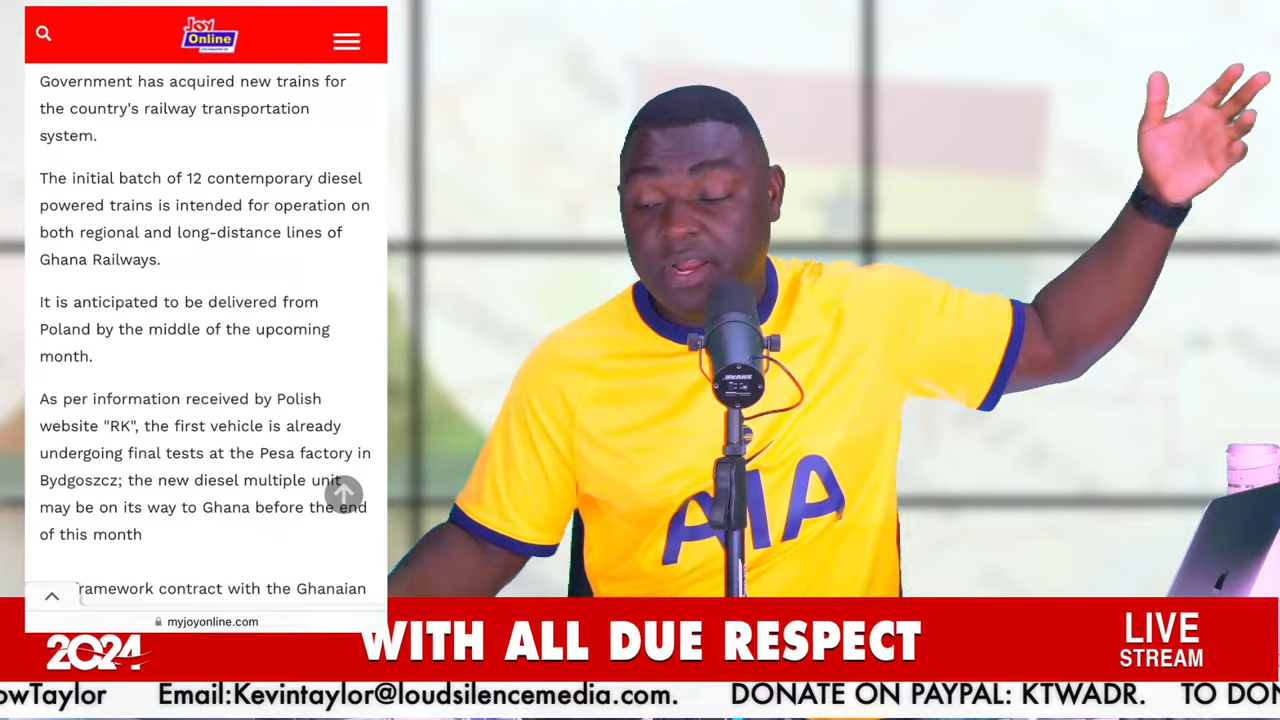 JOY
Online
Government has acquired new trains for
the country's railway transportation
system.
The initial batch of 12 contemporary diesel
powered trains is intended for operation on
both regional and long-distance lines of
Ghana Railways.
It is anticipated to be delivered from
Poland by the middle of the upcoming
month.
As per information received by Polish
website "RK", the first vehicle is already
undergoing final tests at the Pesa factory in
Bydgoszcz; the new diesel multiple unit
may be on its way to Ghana before the end
of this month
framework contract with the Ghanaian
myjoyonline.com
SHURE
AIA
2024
WITH ALL DUE RESPECT
LIVE
STREAM
owTaylor Email:Kevintaylor@loudsilencemedia.com. DONATE ON PAYPAL: KTWADR. TO DON